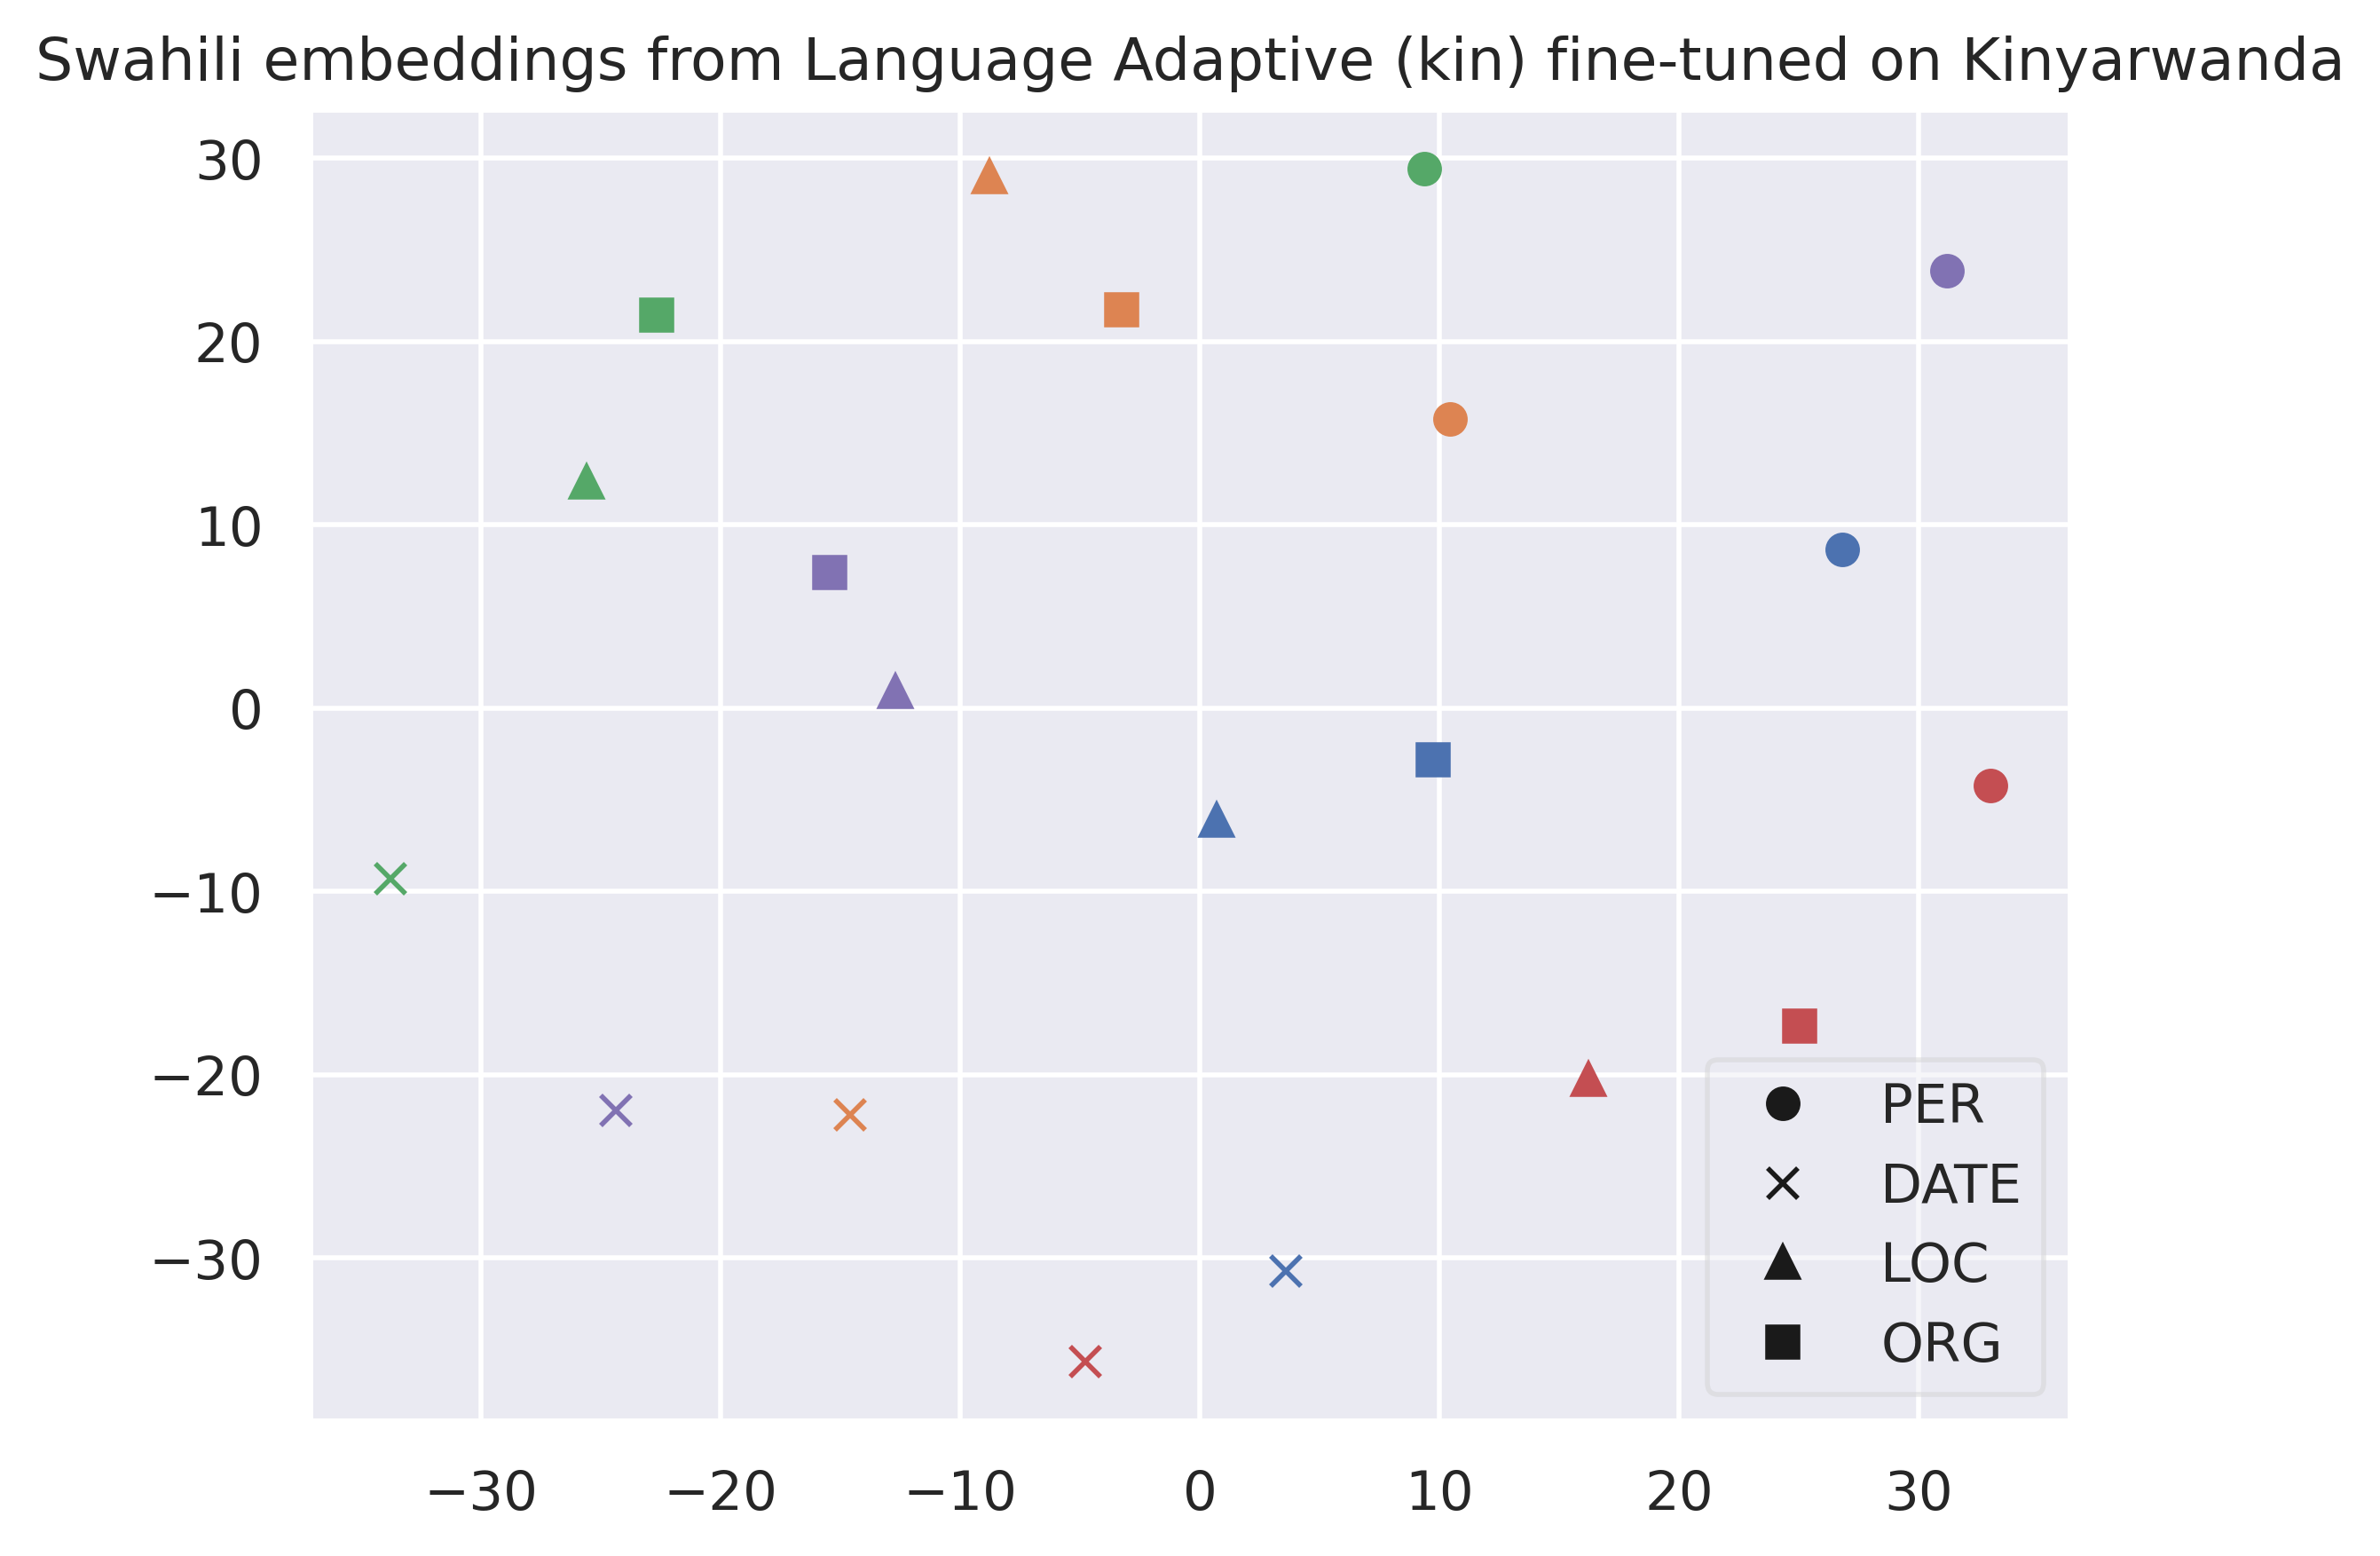 Swahili embeddings from Language Adaptive (kin) fine-tuned on Kinyarwanda
30
20
10
0
−10
−20
−30
−30 −20 −10 0 10 20 30
PER
DATE
LOC
ORG